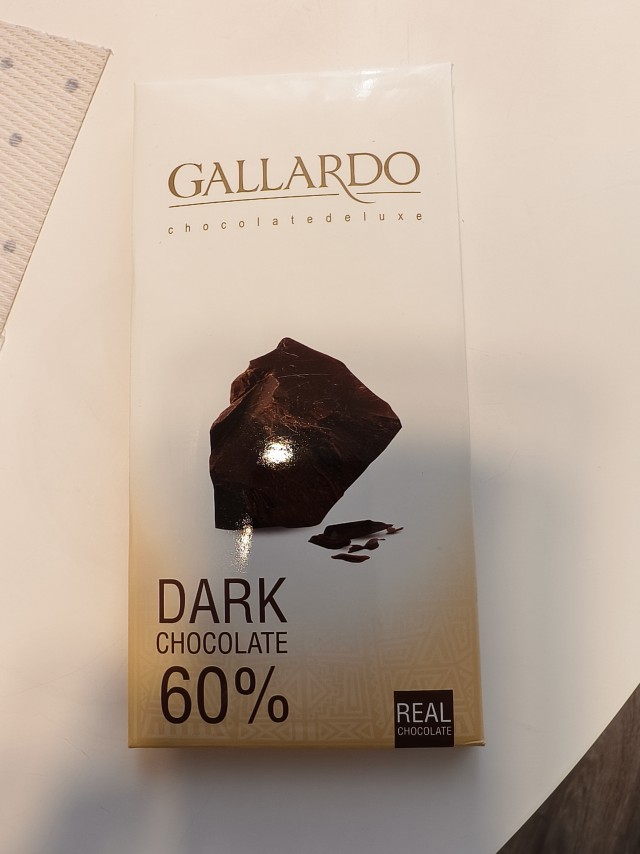 GALLARDO
chocolatedeluxe
DARK
CHOCOLATE
60%
REAL
CHOCOLATE